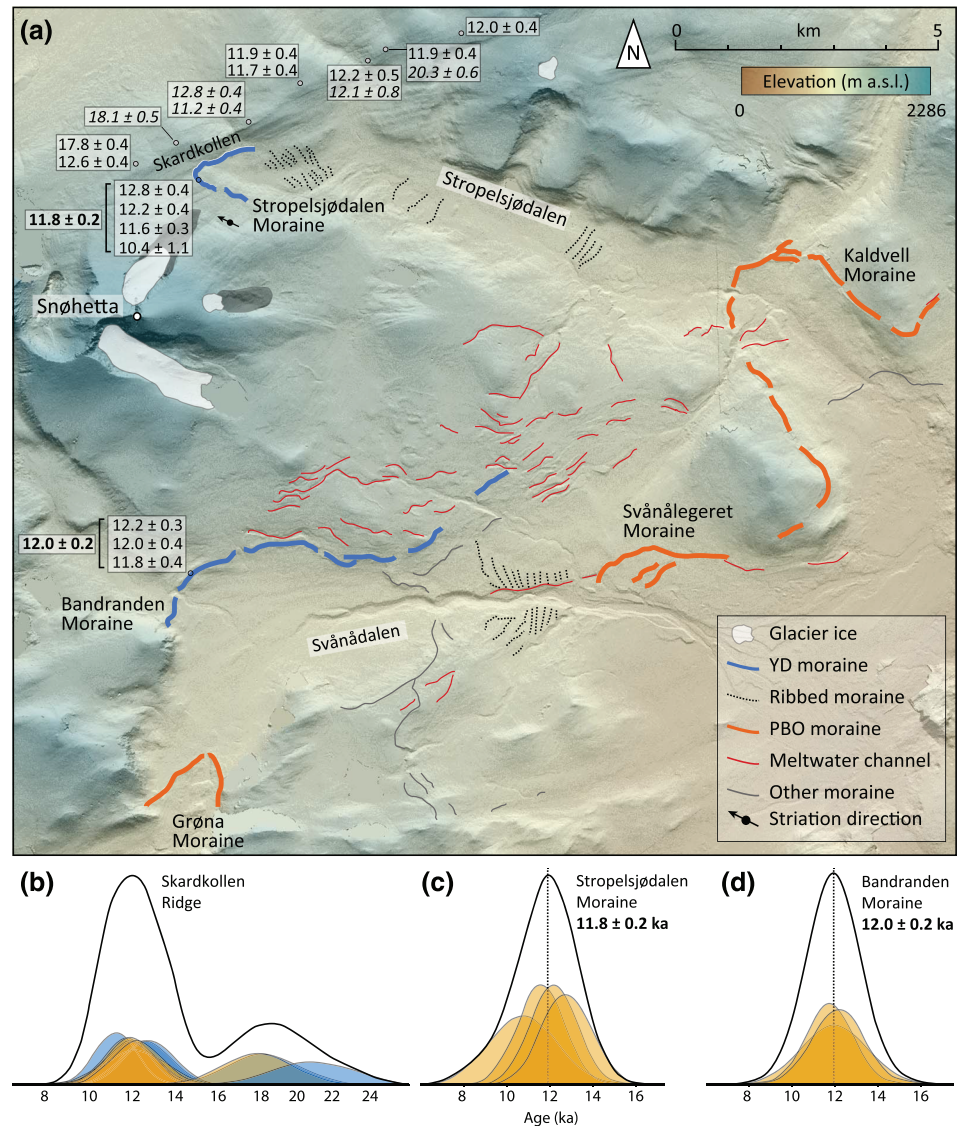 (a)
12.0 ± 0.4
11.9 ± 0.4
20.3 ± 0.6
11.9 ± 0.4
11.7 ± 0.4
12.2 ± 0.5
12.1 ± 0.8
12.8 ± 0.4
11.2 ± 0.4
18.1 ± 0.5
17.8 ± 0.4
12.6 ± 0.4
N
0 km 5
Elevation (m a.s.l.)
0 2286
Skardkollen
11.8 ± 0.2
12.8 ± 0.4
12.2 ± 0.4
11.6 ± 0.3
10.4 ± 1.1
Stropelsjødalen
Moraine
Stropelsjødalen
Kaldvell
Moraine
Snøhetta
12.0 ± 0.2
12.2 ± 0.3
12.0 ± 0.4
11.8 ± 0.4
Svånålegeret
Moraine
Bandranden
Moraine
Svånådalen
Grøna
Moraine
Glacier ice
YD moraine
Ribbed moraine
PBO moraine
Meltwater channel
Other moraine
Striation direction
(b)
Skardkollen
Ridge
8 10 12 14 16 18 20 22 24
(c)
Stropelsjødalen
Moraine
11.8 ± 0.2 ka
8 10 12 14 16
Age (ka)
(d)
Bandranden
Moraine
12.0 ± 0.2 ka
8 10 12 14 16